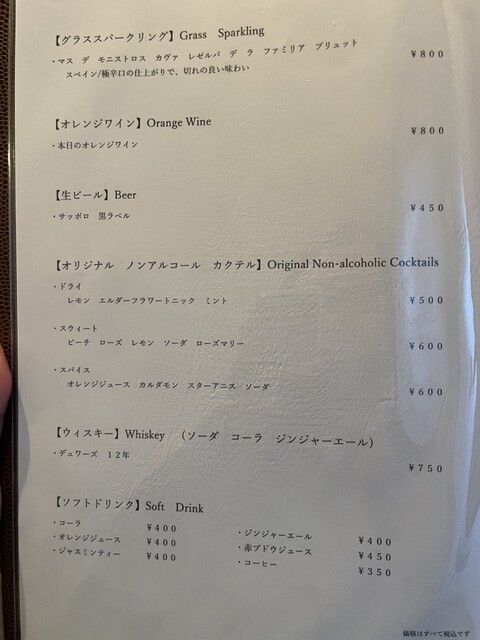 【グラススパークリング】Grass Sparkling
・マス デ モニストロス カヴァ レゼルバ デ ラ ファミリア ブリュット ¥800
スペイン/極辛口の仕上がりで、切れの良い味わい
【オレンジワイン】Orange Wine
・本日のオレンジワイン ¥800
【生ビール】Beer
・サッポロ 黒ラベル ¥450
【オリジナル ノンアルコール カクテル】Original Non-alcoholic Cocktails
・ドライ
レモン エルダーフラワートニック ミント ¥500
・スウィート
ピーチ ローズ レモン ソーダ ローズマリー ¥600
・スパイス
オレンジジュース カルダモン スターアニス ソーダ ¥600
【ウィスキー】Whiskey (ソーダ コーラ ジンジャーエール)
・デュワーズ 12年 ¥750
【ソフトドリンク】Soft Drink
・コーラ ¥400
・オレンジジュース ¥400
・ジャスミンティー ¥400
・ジンジャーエール ¥400
・赤ブドウジュース ¥450
・コーヒー ¥350
価格はすべて税込です